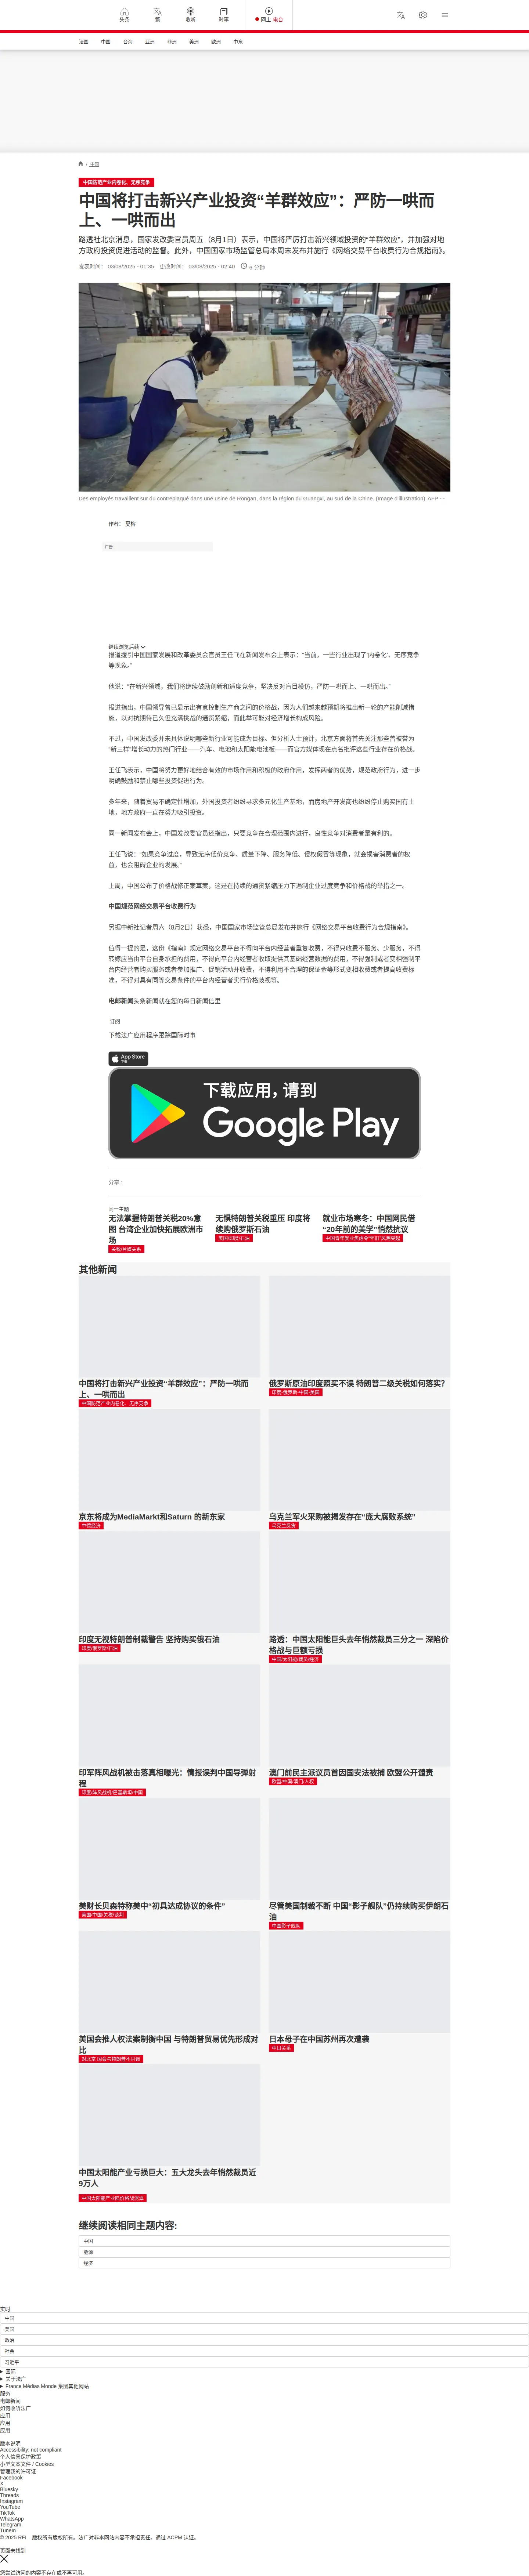 头条
繁
收听
时事
网上 电台
法国
中国
台海
亚洲
非洲
美洲
欧洲
中东
/ 中国
中国防范产业内卷化、无序竞争
中国将打击新兴产业投资“羊群效应”：严防一哄而
上、一哄而出
路透社北京消息，国家发改委官员周五（8月1日）表示，中国将严厉打击新兴领域投资的“羊群效应”，并加强对地
方政府投资促进活动的监督。此外，中国国家市场监管总局本周末发布并施行《网络交易平台收费行为合规指南》。
发表时间： 03/08/2025 - 01:35 更改时间： 03/08/2025 - 02:40 6 分钟
Des employés travaillent sur du contreplaqué dans une usine de Rongan, dans la région du Guangxi, au sud de la Chine. (Image d'illustration) AFP - -
作者： 夏榕
广告
继续浏览后续
报道援引中国国家发展和改革委员会官员王任飞在新闻发布会上表示：“当前，一些行业出现了‘内卷化’、无序竞争
等现象。”
他说：“在新兴领域，我们将继续鼓励创新和适度竞争，坚决反对盲目模仿，严防一哄而上、一哄而出。”
报道指出，中国领导曾已显示出有意控制生产商之间的价格战，因为人们越来越预期将推出新一轮的产能削减措
施，以对抗期待已久但充满挑战的通货紧缩，而此举可能对经济增长构成风险。
不过，中国发改委并未具体说明哪些新行业可能成为目标。但分析人士预计，北京方面将首先关注那些曾被誉为
“新三样”增长动力的热门行业——汽车、电池和太阳能电池板——而官方媒体现在点名批评这些行业存在价格战。
王任飞表示，中国将努力更好地结合有效的市场作用和积极的政府作用，发挥两者的优势，规范政府行为，进一步
明确鼓励和禁止哪些投资促进行为。
多年来，随着贸易不确定性增加，外国投资者纷纷寻求多元化生产基地，而房地产开发商也纷纷停止购买国有土
地，地方政府一直在努力吸引投资。
同一新闻发布会上，中国发改委官员还指出，只要竞争在合理范围内进行，良性竞争对消费者是有利的。
王任飞说：“如果竞争过度，导致无序低价竞争、质量下降、服务降低、侵权假冒等现象，就会损害消费者的权
益，也会阻碍企业的发展。”
上周，中国公布了价格战修正案草案，这是在持续的通货紧缩压力下遏制企业过度竞争和价格战的举措之一。
中国规范网络交易平台收费行为
另据中新社记者周六（8月2日）获悉，中国国家市场监管总局发布并施行《网络交易平台收费行为合规指南》。
值得一提的是，这份《指南》规定网络交易平台不得向平台内经营者重复收费，不得只收费不服务、少服务，不得
转嫁应当由平台自身承担的费用，不得向平台内经营者收取提供其基础经营数据的费用，不得强制或者变相强制平
台内经营者购买服务或者参加推广、促销活动并收费，不得利用不合理的保证金等形式变相收费或者提高收费标
准，不得对具有同等交易条件的平台内经营者实行价格歧视等。
电邮新闻头条新闻就在您的每日新闻信里
订阅
下载法广应用程序跟踪国际时事
App Store
下载
下载应用，请到
Google Play
分享 :
同一主题
无法掌握特朗普关税20%意
图 台湾企业加快拓展欧洲市
场
关税/台媒关系
无惧特朗普关税重压 印度将
续购俄罗斯石油
美国/印度/石油
就业市场寒冬：中国网民借
“20年前的美学”悄然抗议
中国青年就业焦虑令“怀旧”风潮突起
其他新闻
中国将打击新兴产业投资“羊群效应”：严防一哄而
上、一哄而出
中国防范产业内卷化、无序竞争
俄罗斯原油印度照买不误 特朗普二级关税如何落实？
印度-俄罗斯-中国-美国
京东将成为MediaMarkt和Saturn 的新东家
中德经济
乌克兰军火采购被揭发存在“庞大腐败系统”
乌克兰反贪
印度无视特朗普制裁警告 坚持购买俄石油
印度/俄罗斯/石油
路透：中国太阳能巨头去年悄然裁员三分之一 深陷价
格战与巨额亏损
中国/太阳能/裁员/经济
印军阵风战机被击落真相曝光：情报误判中国导弹射
程
印度/阵风战机/巴基斯坦/中国
澳门前民主派议员首因国安法被捕 欧盟公开谴责
欧盟/中国/澳门/人权
美财长贝森特称美中“初具达成协议的条件”
美国/中国/关税/谈判
尽管美国制裁不断 中国“影子舰队”仍持续购买伊朗石
油
中国影子舰队
美国会推人权法案制衡中国 与特朗普贸易优先形成对
比
对北京 国会与特朗普不同调
日本母子在中国苏州再次遭袭
中日关系
中国太阳能产业亏损巨大：五大龙头去年悄然裁员近
9万人
中国太阳能产业低价格战泥淖
继续阅读相同主题内容:
中国
能源
经济
实时
中国
美国
政治
社会
习近平
国际
关于法广
France Médias Monde 集团其他网站
服务
电邮新闻
如何收听法广
应用
应用
应用
版本说明
Accessibility: not compliant
个人信息保护政策
小型文本文件 / Cookies
管理我的许可证
Facebook
X
Bluesky
Threads
Instagram
YouTube
TikTok
WhatsApp
Telegram
TuneIn
© 2025 RFI – 版权所有版权所有。法广对非本网站内容不承担责任。通过 ACPM 认证。
页面未找到
您尝试访问的内容不存在或不再可用。